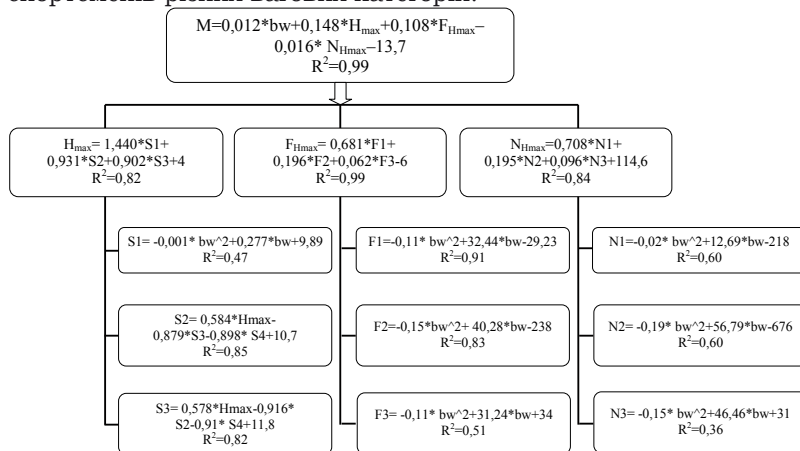 спортсменів різних вагових категорій.
M=0,012*bw+0,148*Hmax+0,108*FHmax–
0,016* NHmax–13,7
R²=0,99
Hmax= 1,440*S1+
0,931*S2+0,902*S3+4
R²=0,82
FHmax= 0,681*F1+
0,196*F2+0,062*F3-6
R²=0,99
NHmax=0,708*N1+
0,195*N2+0,096*N3+114,6
R²=0,84
S1= -0,001* bw^2+0,277*bw+9,89
R²=0,47
F1=-0,11* bw^2+32,44*bw-29,23
R²=0,91
N1=-0,02* bw^2+12,69*bw-218
R²=0,60
S2= 0,584*Hmax-
0,879*S3-0,898* S4+10,7
R²=0,85
F2=-0,15*bw^2+ 40,28*bw-238
R²=0,83
N2= -0,19* bw^2+56,79*bw-676
R²=0,60
S3= 0,578*Hmax-0,916*
S2-0,91* S4+11,8
R²=0,82
F3= -0,11* bw^2+31,24*bw+34
R²=0,51
N3= -0,15* bw^2+46,46*bw+31
R²=0,36